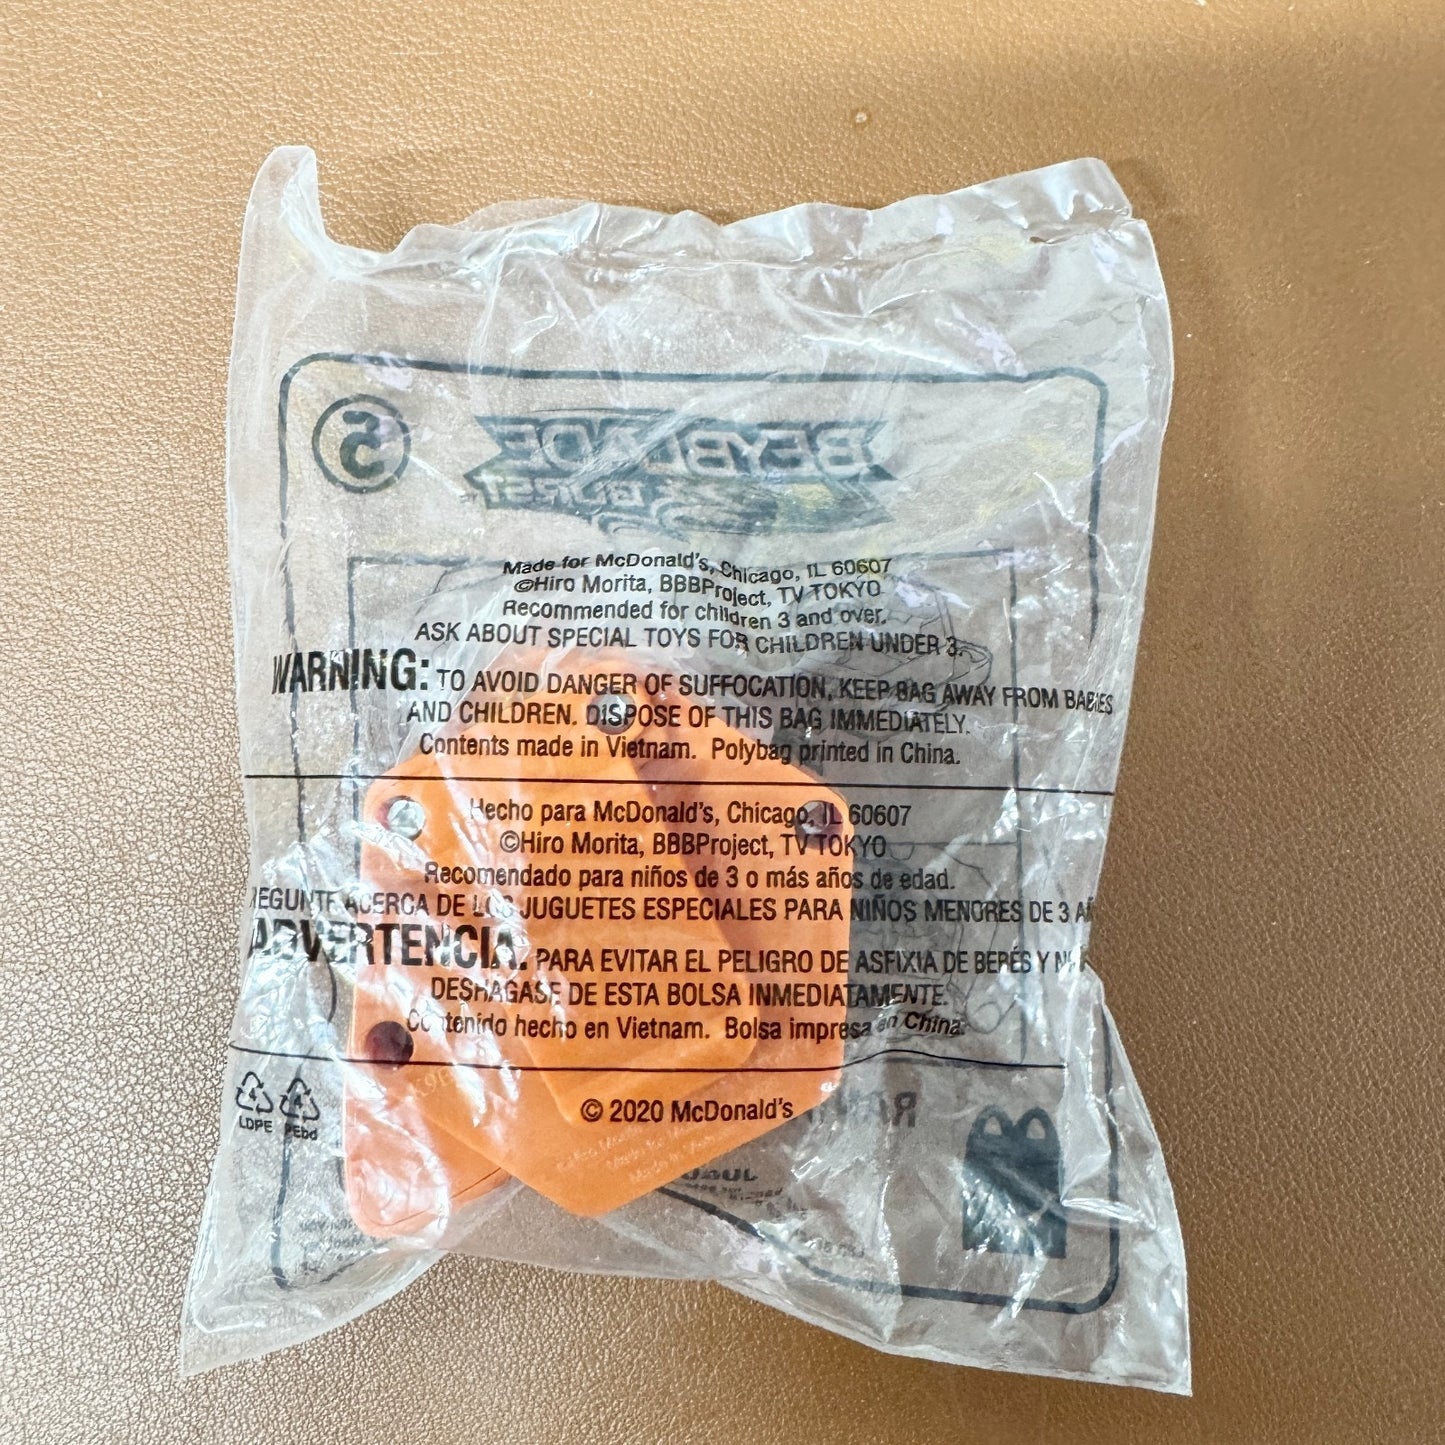 BEYBLADE
BURST
Made for McDonald's, Chicago, IL 60607
©Hiro Morita, BBBProject, TV TOKYO
Recommended for children 3 and over.
ASK ABOUT SPECIAL TOYS FOR CHILDREN UNDER 3.
WARNING: TO AVOID DANGER OF SUFFOCATION, KEEP BAG AWAY FROM BABIES
AND CHILDREN. DISPOSE OF THIS BAG IMMEDIATELY.
Contents made in Vietnam. Polybag printed in China.
Hecho para McDonald's, Chicago, IL 60607
©Hiro Morita, BBBProject, TV TOKYO
Recomendado para niños de 3 o más años de edad.
ACERCA DE LOS JUGUETES ESPECIALES PARA NIÑOS MENORES DE 3
ADVERTENCIA. PARA EVITAR EL PELIGRO DE ASFIXIA DE BEBÉS Y
DESHÁGASE DE ESTA BOLSA INMEDIATAMENTE.
Contenido hecho en Vietnam. Bolsa impresa en China.
4 4
LDPE PEbd
© 2020 McDonald's